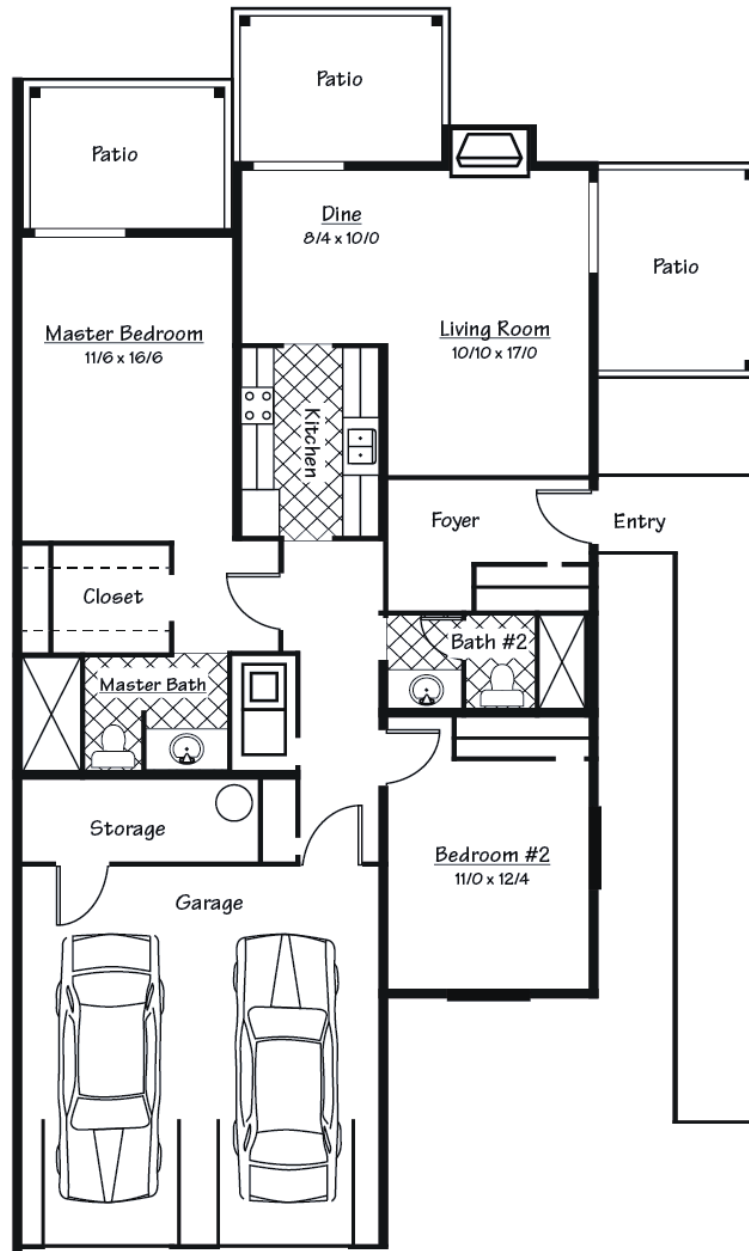 Patio
Patio
Dine
8/4 x 10/0
Patio
Master Bedroom
11/6 x 16/6
Living Room
10/10 x 17/0
Kitchen
Foyer
Entry
Closet
Bath #2
Master Bath
Storage
Bedroom #2
11/0 x 12/4
Garage